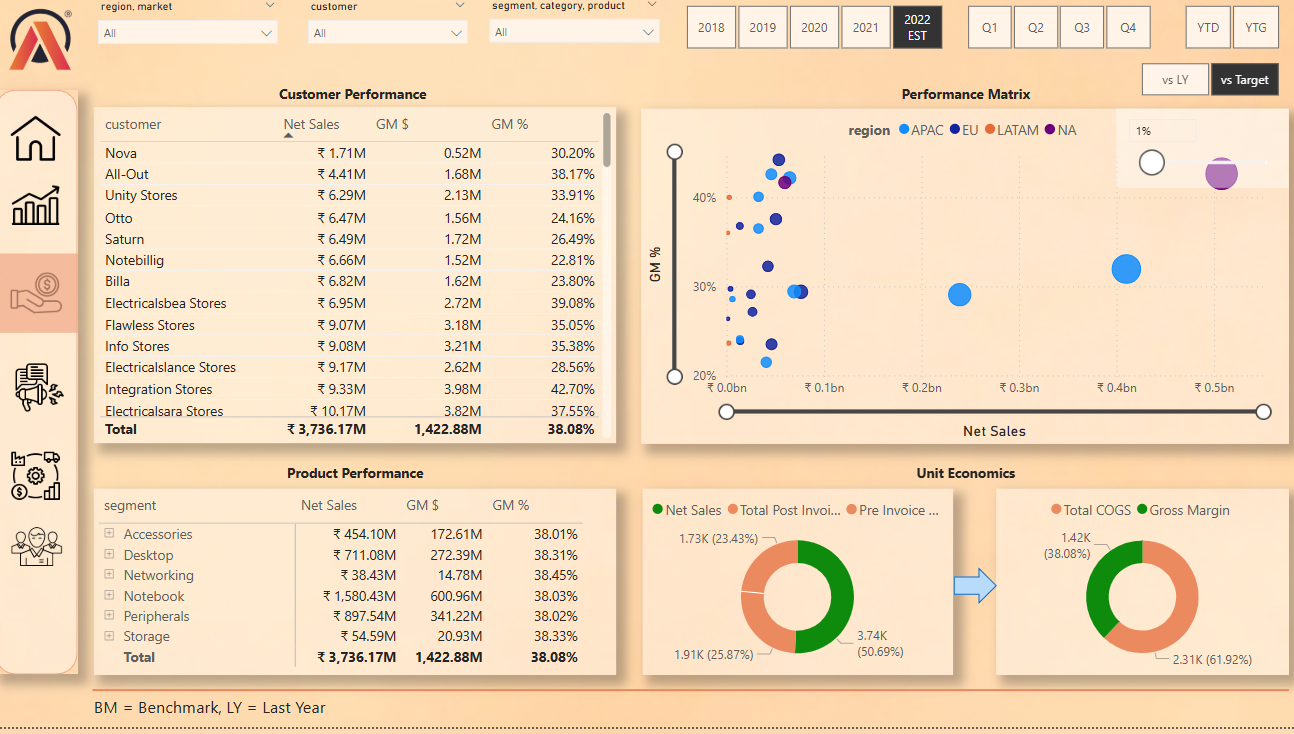 region, market
customer
segment, category, product
All
All
All
2018 2019 2020 2021 2022 EST
Q1 Q2 Q3 Q4
YTD YTG
vs LY vs Target
Customer Performance
customer Net Sales GM $ GM %
Nova ₹ 1.71M 0.52M 30.20%
All-Out ₹ 4.41M 1.68M 38.17%
Unity Stores ₹ 6.29M 2.13M 33.91%
Otto ₹ 6.47M 1.56M 24.16%
Saturn ₹ 6.49M 1.72M 26.49%
Notebillig ₹ 6.66M 1.52M 22.81%
Billa ₹ 6.82M 1.62M 23.80%
Electricalsbea Stores ₹ 6.95M 2.72M 39.08%
Flawless Stores ₹ 9.07M 3.18M 35.05%
Info Stores ₹ 9.08M 3.21M 35.38%
Electricalslance Stores ₹ 9.17M 2.62M 28.56%
Integration Stores ₹ 9.33M 3.98M 42.70%
Electricalsara Stores ₹ 10.17M 3.82M 37.55%
Total ₹ 3,736.17M 1,422.88M 38.08%
Performance Matrix
region APAC EU LATAM NA
1%
40%
30%
20%
GM %
₹ 0.0bn ₹ 0.1bn ₹ 0.2bn ₹ 0.3bn ₹ 0.4bn ₹ 0.5bn
Net Sales
Product Performance
segment Net Sales GM $ GM %
Accessories ₹ 454.10M 172.61M 38.01%
Desktop ₹ 711.08M 272.39M 38.31%
Networking ₹ 38.43M 14.78M 38.45%
Notebook ₹ 1,580.43M 600.96M 38.03%
Peripherals ₹ 897.54M 341.22M 38.02%
Storage ₹ 54.59M 20.93M 38.33%
Total ₹ 3,736.17M 1,422.88M 38.08%
Unit Economics
Net Sales Total Post Invoi... Pre Invoice ...
1.73K (23.43%)
3.74K
(50.69%)
1.91K (25.87%)
Total COGS Gross Margin
1.42K
(38.08%)
2.31K (61.92%)
BM = Benchmark, LY = Last Year